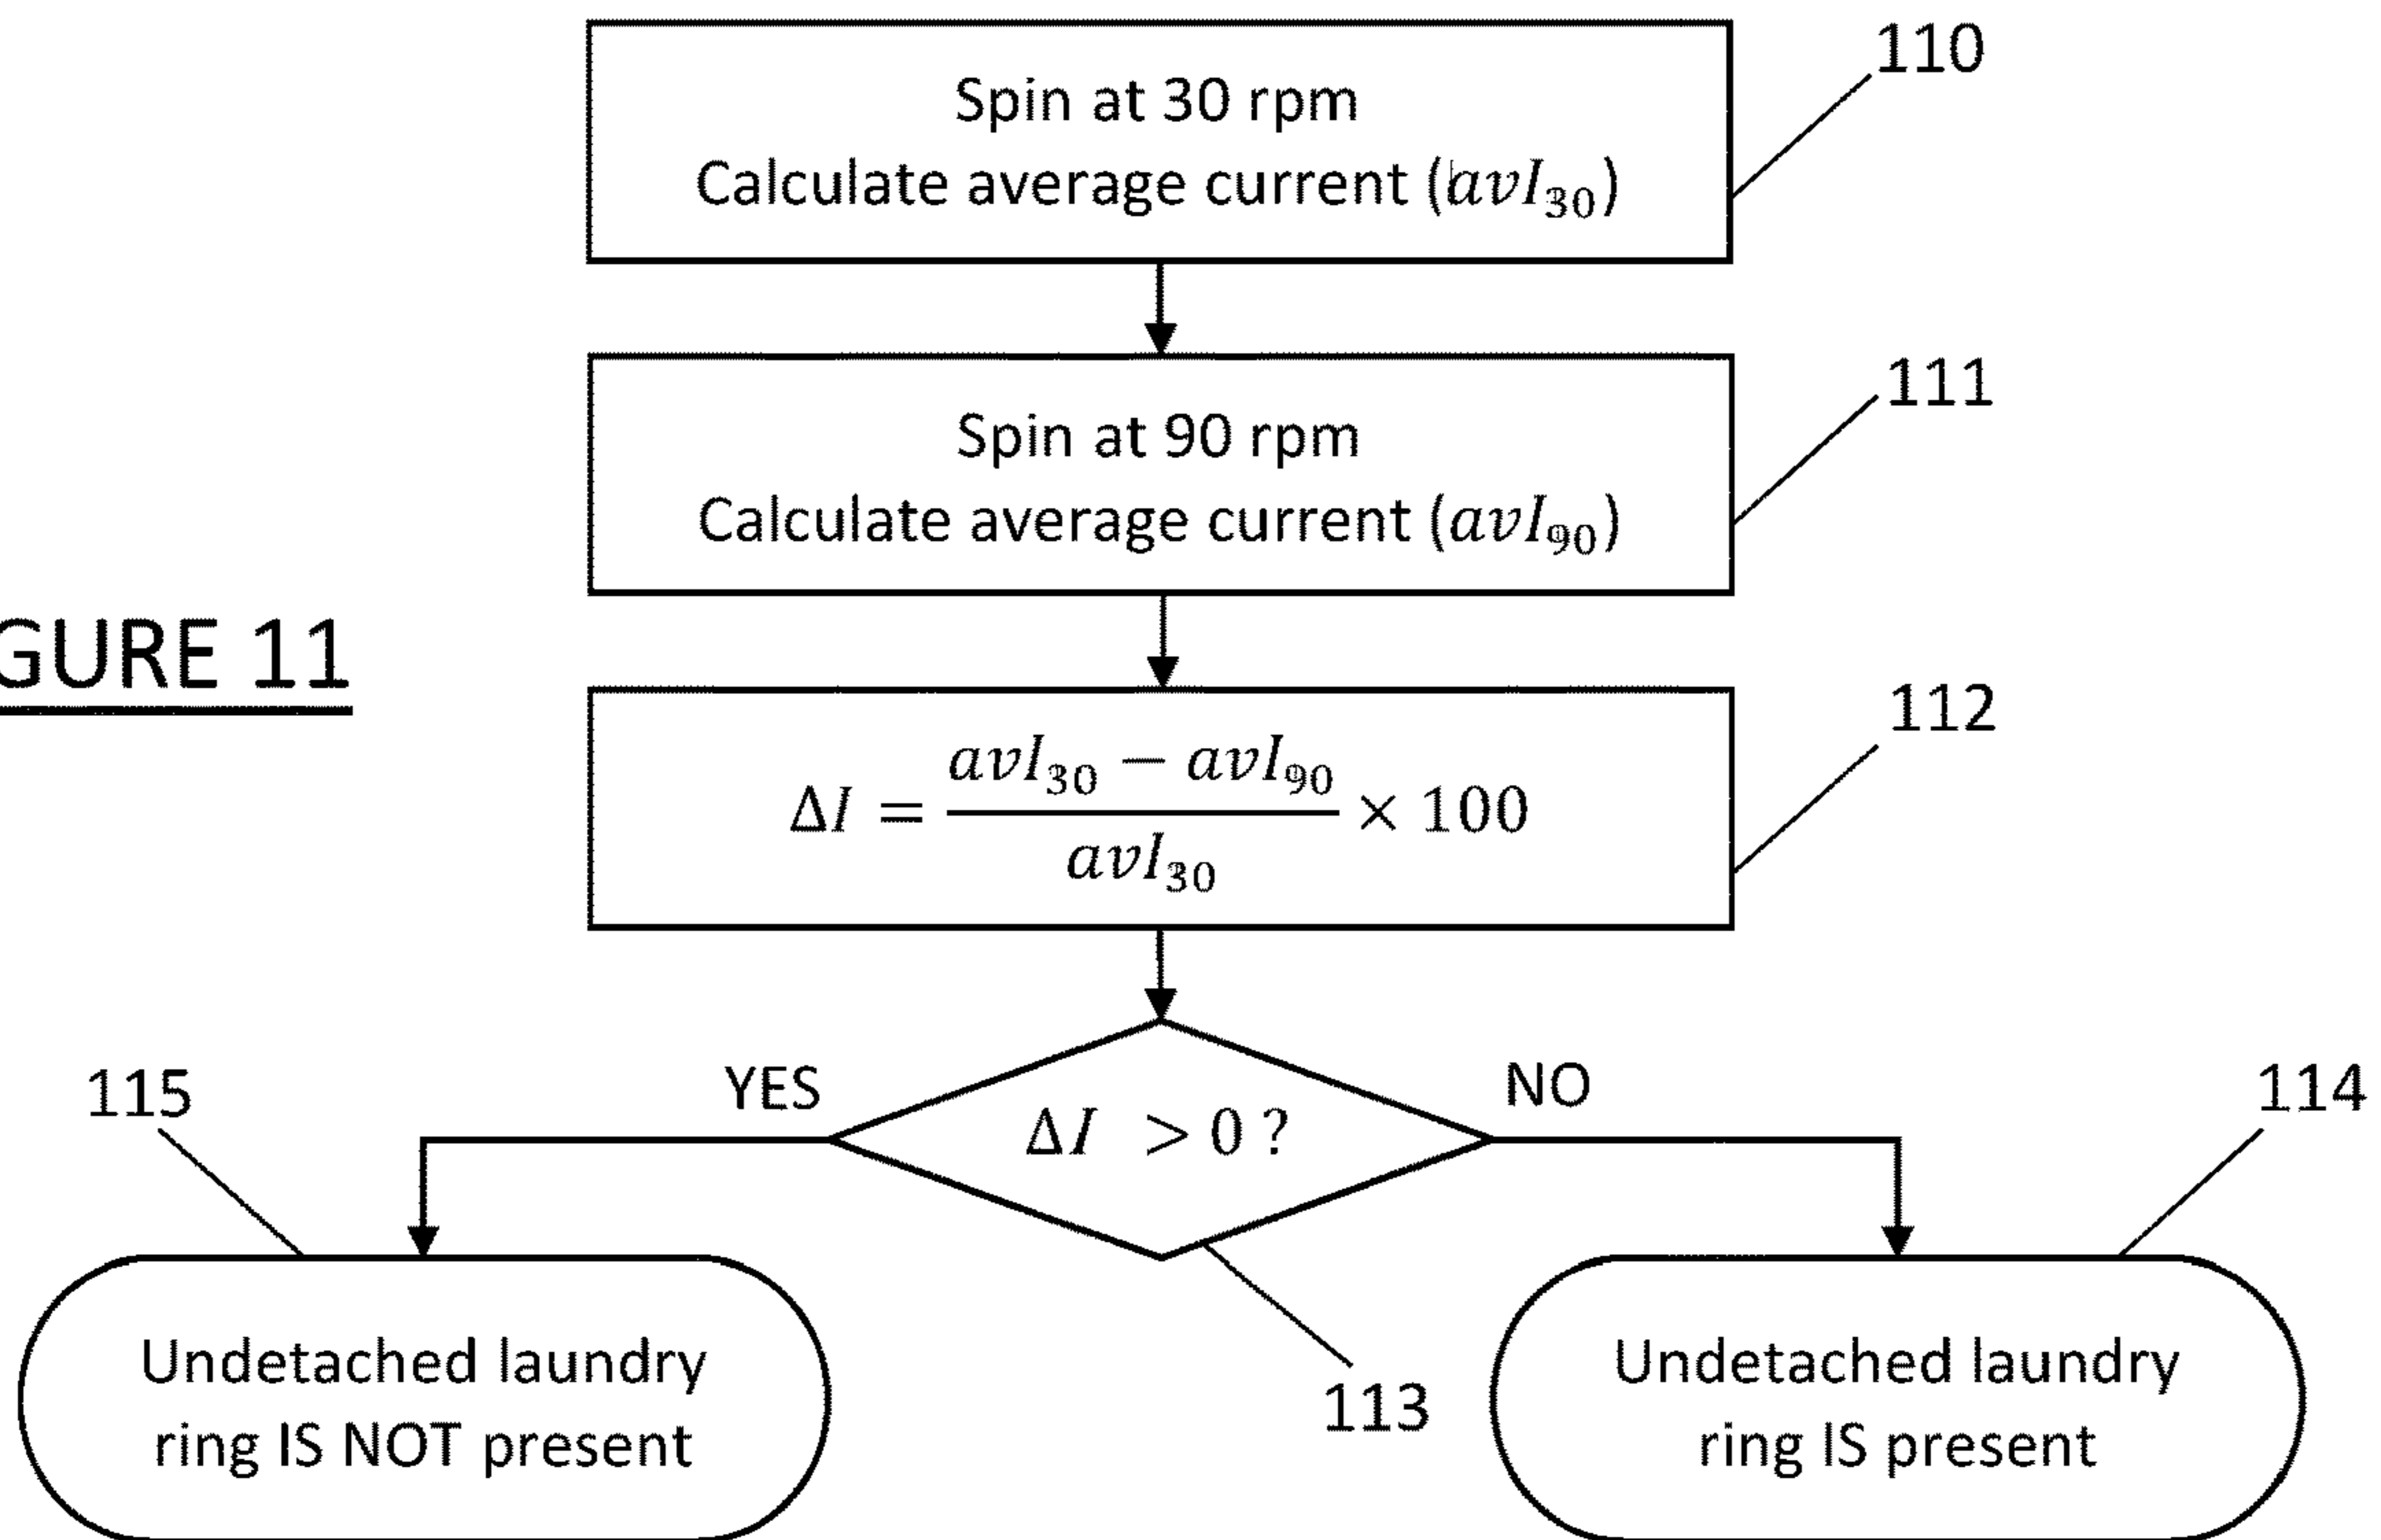 Spin at 30 rpm
Calculate average current (avI₃₀)
110
Spin at 90 rpm
Calculate average current (avI₉₀)
111
GURE 11
ΔI = (avI₃₀ − avI₉₀) / avI₃₀ × 100
112
YES
ΔI > 0 ?
NO
115
114
113
Undetached laundry
ring IS NOT present
Undetached laundry
ring IS present